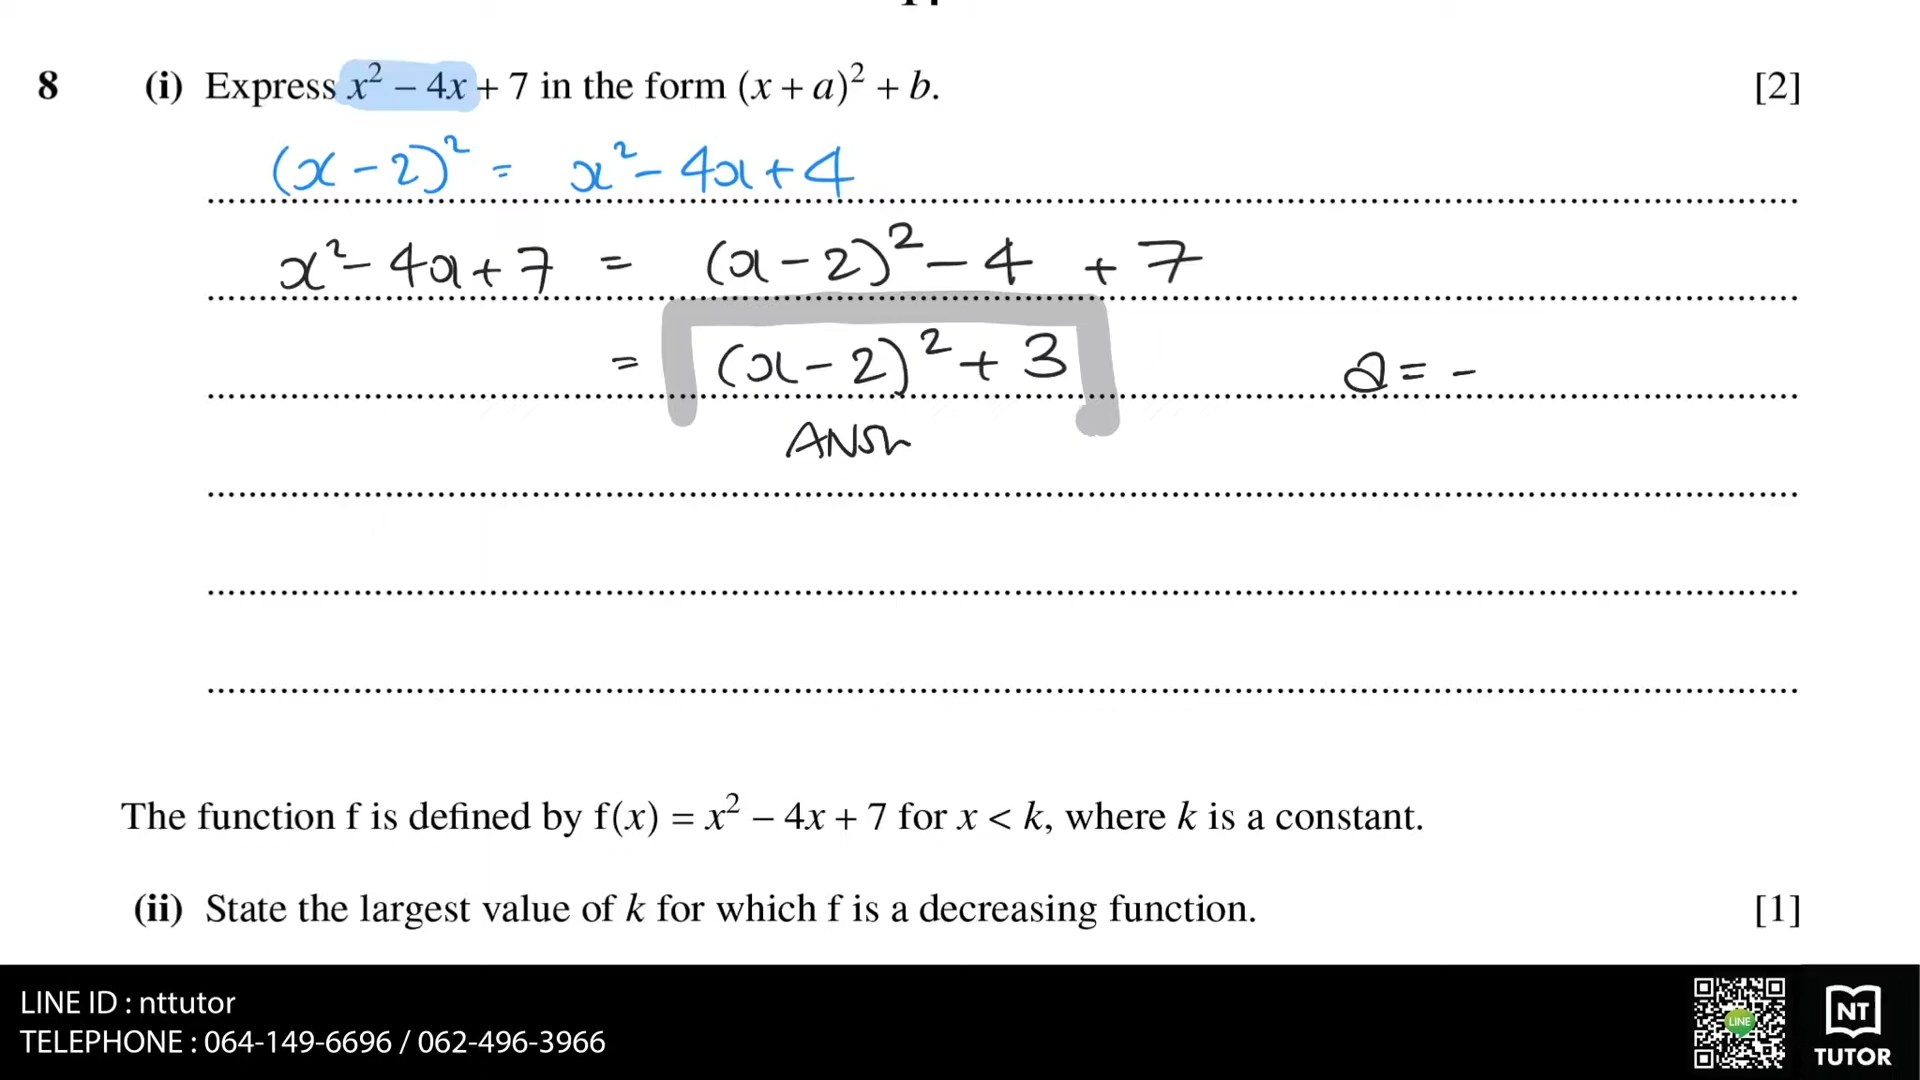 8 (i) Express x² − 4x + 7 in the form (x + a)² + b. [2]
(x − 2)² = x² − 4x + 4
x² − 4x + 7 = (x − 2)² − 4 + 7
= (x − 2)² + 3 a = −
ANS
The function f is defined by f(x) = x² − 4x + 7 for x < k, where k is a constant.
(ii) State the largest value of k for which f is a decreasing function. [1]
LINE ID : nttutor
TELEPHONE : 064-149-6696 / 062-496-3966
LINE
NT
TUTOR